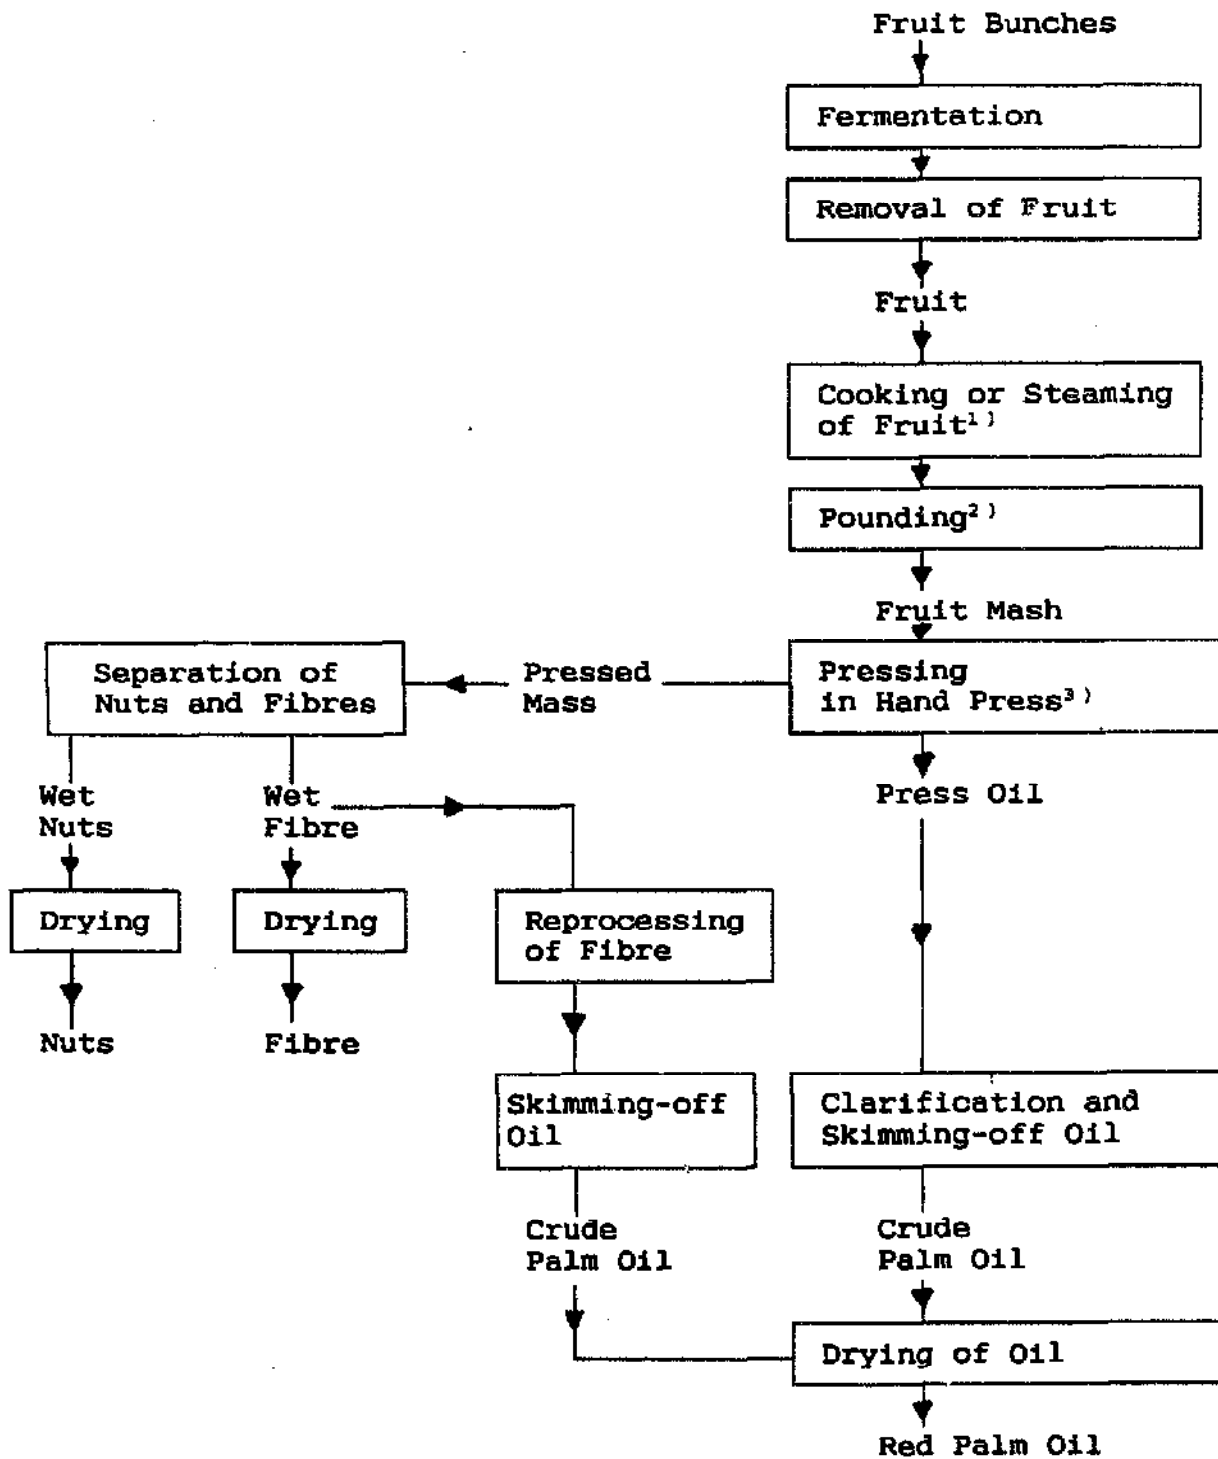 Fruit Bunches
Fermentation
Removal of Fruit
Fruit
Cooking or Steaming
of Fruit¹⁾
Pounding²⁾
Fruit Mash
Separation of
Nuts and Fibres
Pressed
Mass
Pressing
in Hand Press³⁾
Wet
Nuts
Wet
Fibre
Press Oil
Drying
Drying
Reprocessing
of Fibre
Nuts
Fibre
Skimming-off
Oil
Clarification and
Skimming-off Oil
Crude
Palm Oil
Crude
Palm Oil
Drying of Oil
Red Palm Oil